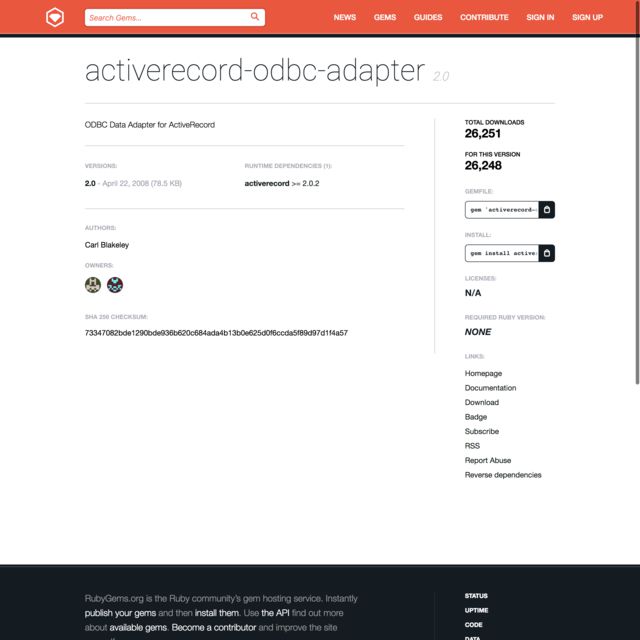 Search Gems...
NEWS GEMS GUIDES CONTRIBUTE SIGN IN SIGN UP
activerecord-odbc-adapter 2.0
ODBC Data Adapter for ActiveRecord
VERSIONS:
2.0 - April 22, 2008 (78.5 KB)
RUNTIME DEPENDENCIES (1):
activerecord >= 2.0.2
AUTHORS:
Carl Blakeley
OWNERS:
SHA 256 CHECKSUM:
73347082bde1290bde936b620c684ada4b13b0e625d0f6ccda5f89d97d1f4a57
TOTAL DOWNLOADS
26,251
FOR THIS VERSION
26,248
GEMFILE:
gem 'activerecord-
INSTALL:
gem install active
LICENSES:
N/A
REQUIRED RUBY VERSION:
NONE
LINKS:
Homepage
Documentation
Download
Badge
Subscribe
RSS
Report Abuse
Reverse dependencies
RubyGems.org is the Ruby community's gem hosting service. Instantly
publish your gems and then install them. Use the API find out more
about available gems. Become a contributor and improve the site
STATUS
UPTIME
CODE
DATA